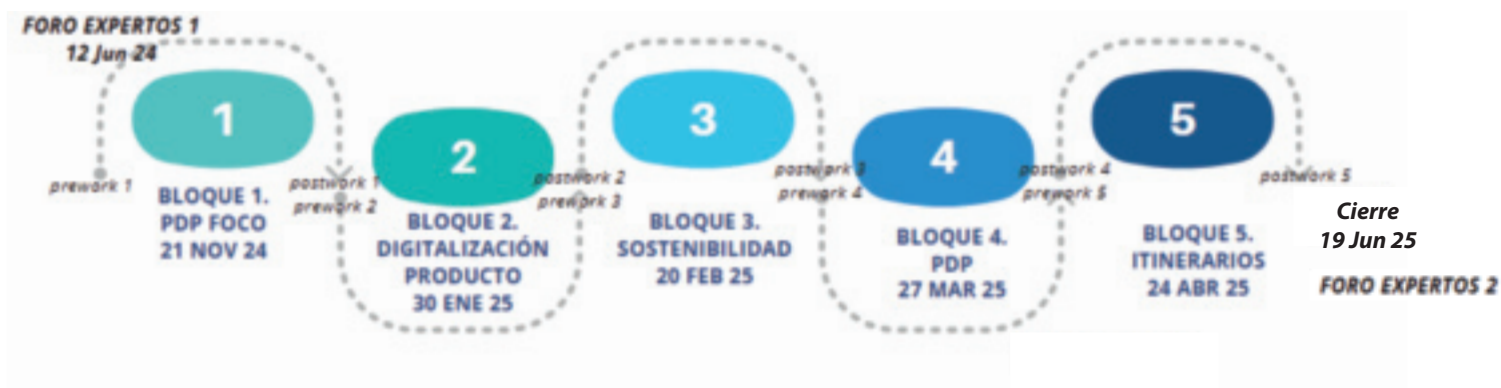 FORO EXPERTOS 1
12 Jun 24
1
2
3
4
5
prework 1
postwork 1
prework 2
postwork 2
prework 3
postwork 3
prework 4
postwork 4
prework 5
postwork 5
BLOQUE 1.
PDP FOCO
21 NOV 24
BLOQUE 2.
DIGITALIZACIÓN
PRODUCTO
30 ENE 25
BLOQUE 3.
SOSTENIBILIDAD
20 FEB 25
BLOQUE 4.
PDP
27 MAR 25
BLOQUE 5.
ITINERARIOS
24 ABR 25
Cierre
19 Jun 25
FORO EXPERTOS 2